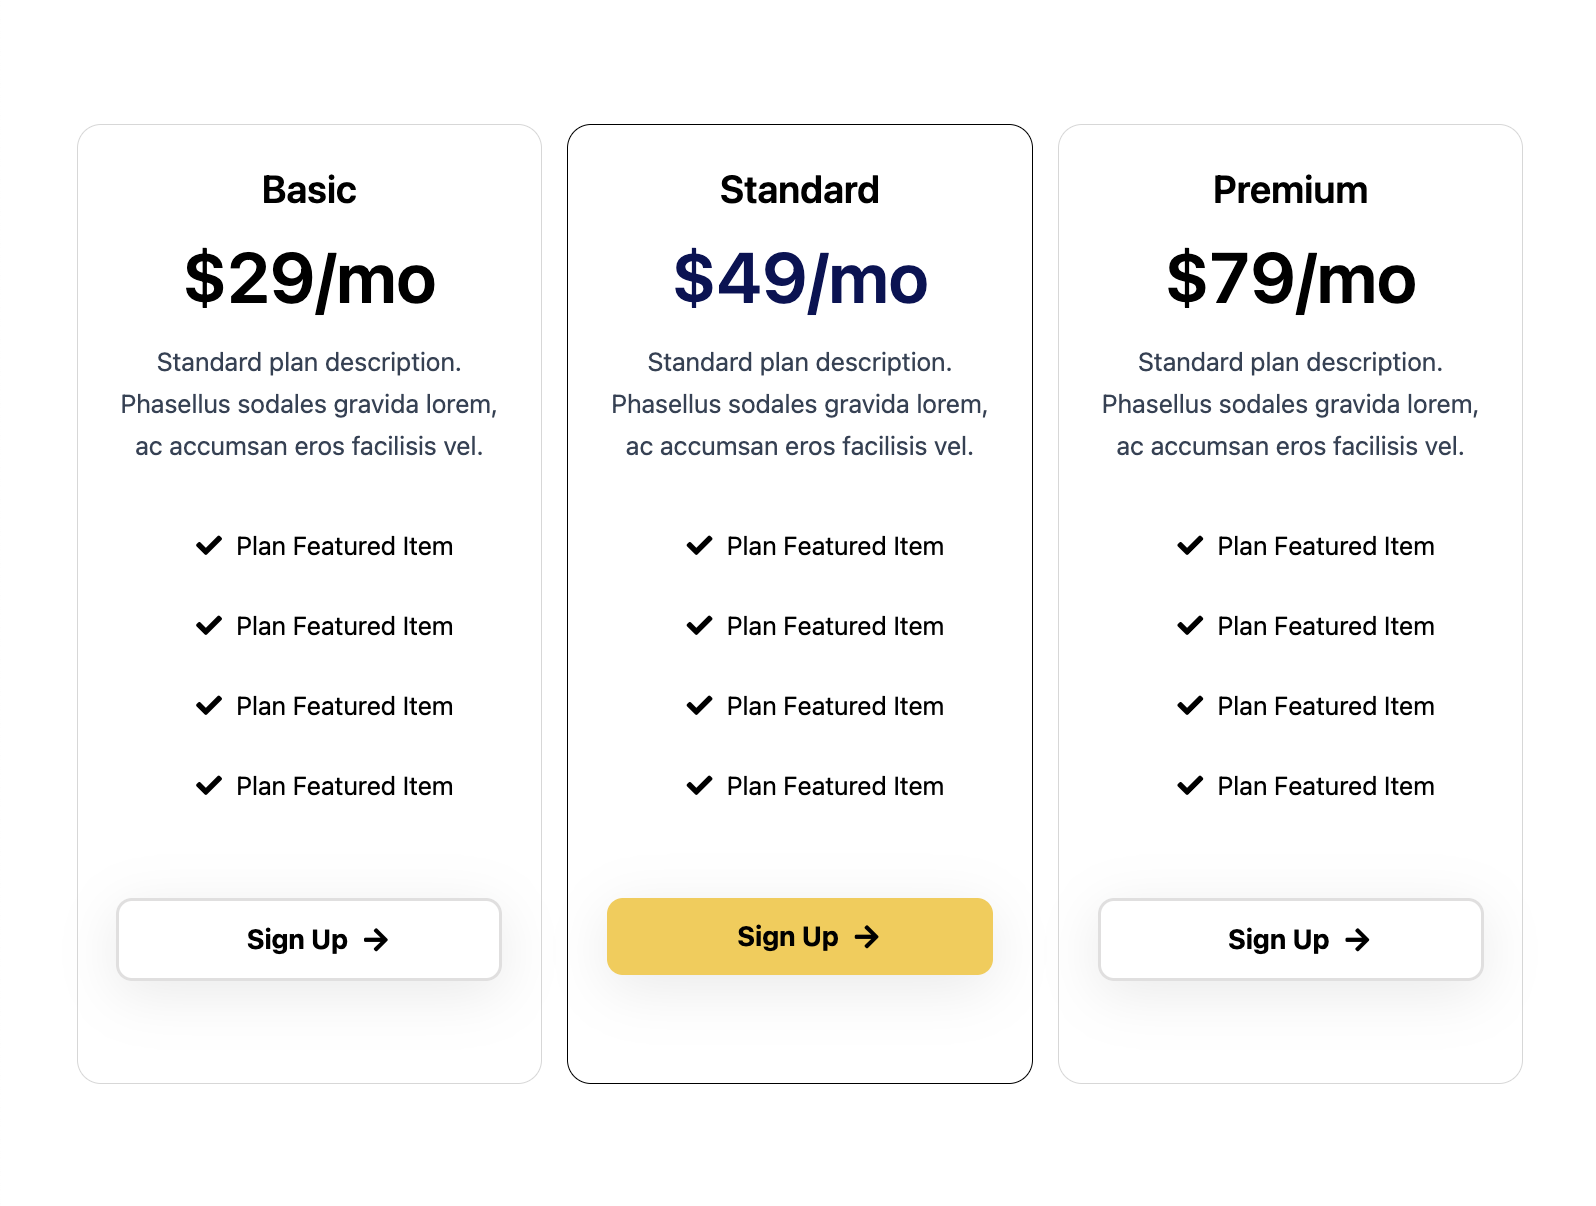 Basic
$29/mo
Standard plan description.
Phasellus sodales gravida lorem,
ac accumsan eros facilisis vel.
Plan Featured Item
Plan Featured Item
Plan Featured Item
Plan Featured Item
Sign Up
Standard
$49/mo
Standard plan description.
Phasellus sodales gravida lorem,
ac accumsan eros facilisis vel.
Plan Featured Item
Plan Featured Item
Plan Featured Item
Plan Featured Item
Sign Up
Premium
$79/mo
Standard plan description.
Phasellus sodales gravida lorem,
ac accumsan eros facilisis vel.
Plan Featured Item
Plan Featured Item
Plan Featured Item
Plan Featured Item
Sign Up